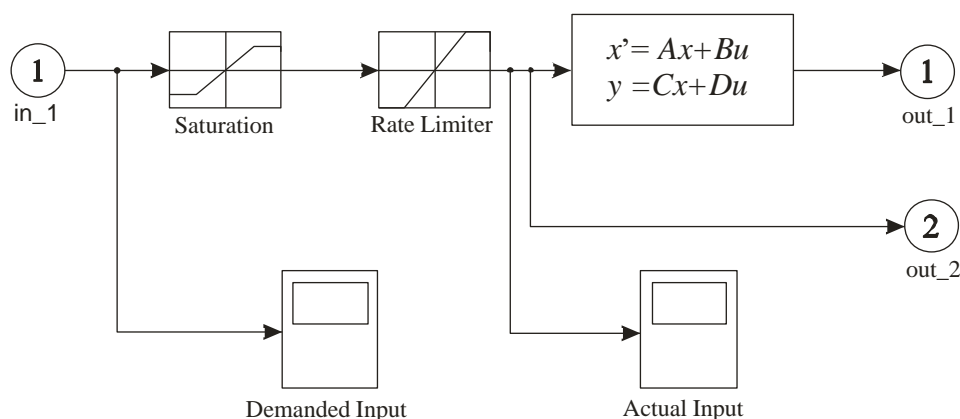 1
in_1
Saturation
Rate Limiter
x’= Ax+Bu
y =Cx+Du
1
out_1
2
out_2
Demanded Input
Actual Input